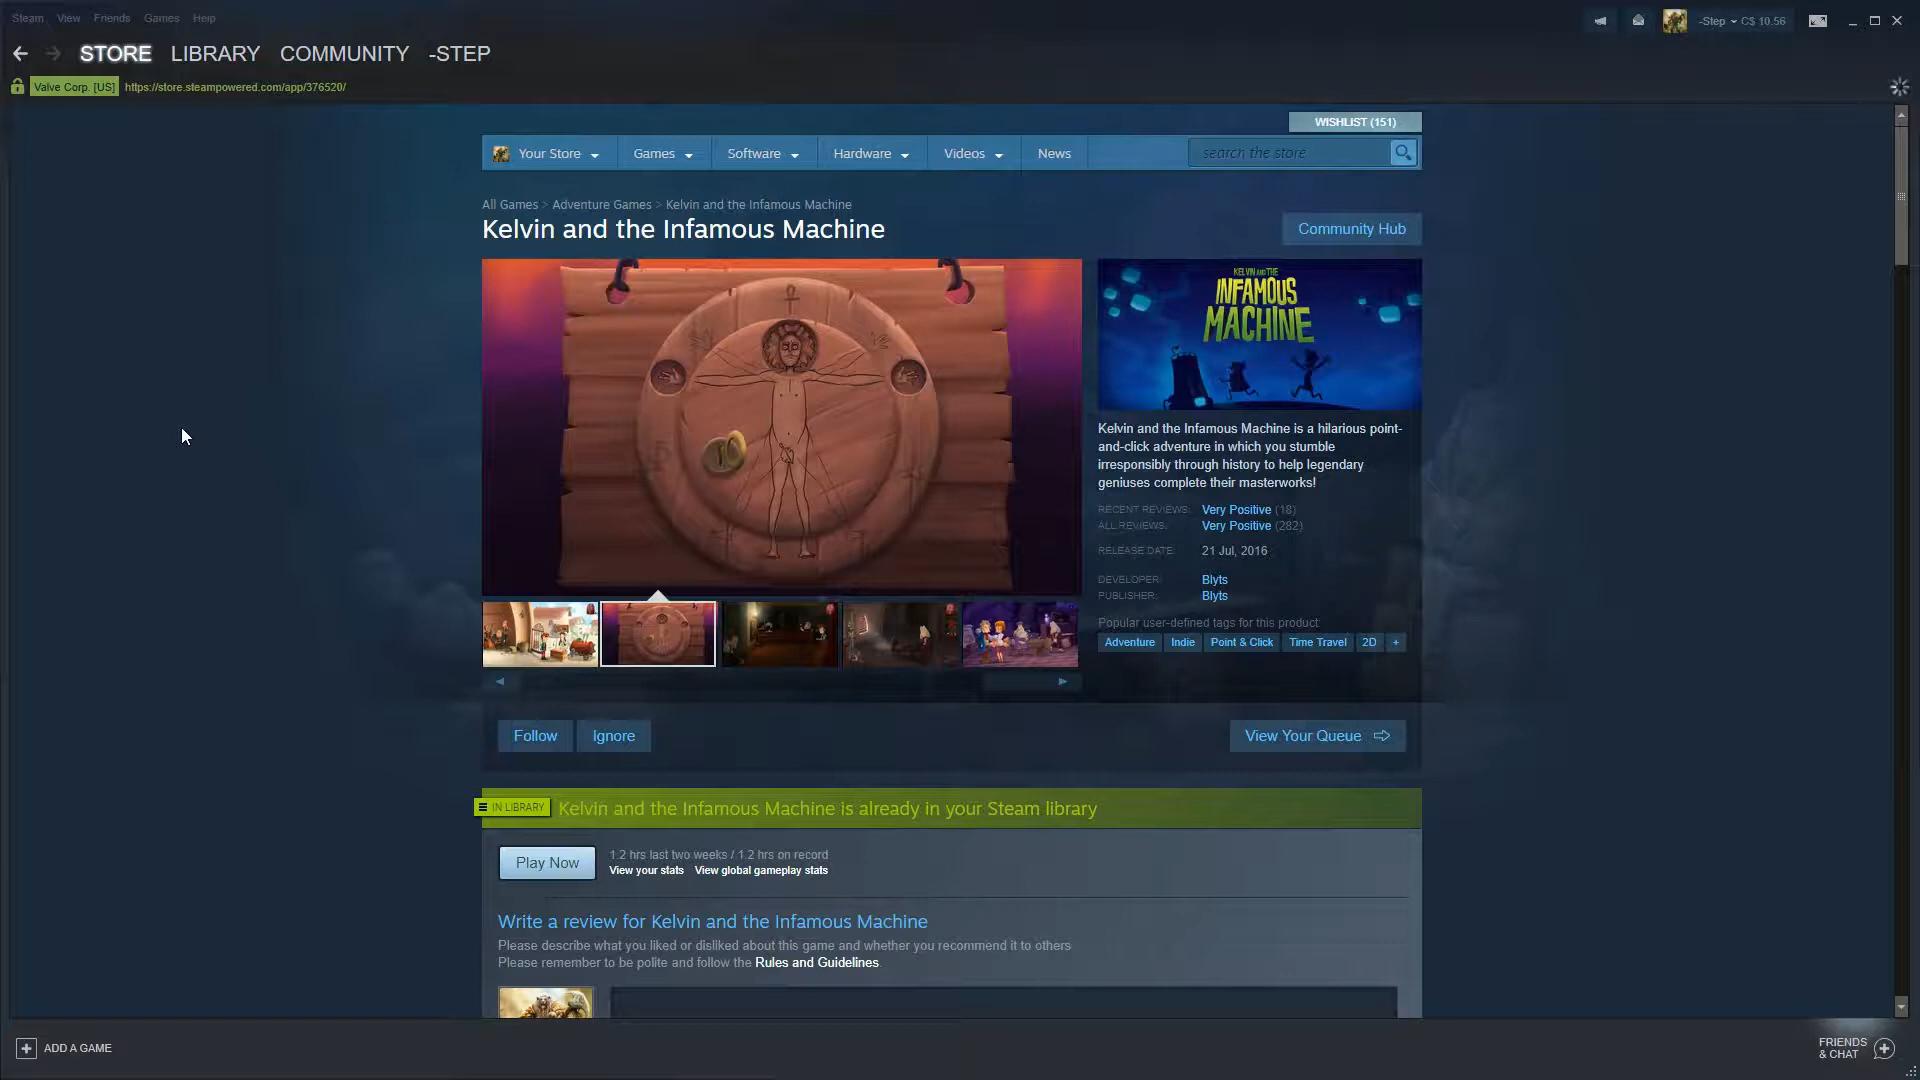 Steam View Friends Games Help
-Step C$ 10.56
STORE LIBRARY COMMUNITY -STEP
Valve Corp. [US] https://store.steampowered.com/app/376520/
WISHLIST (151)
Your Store Games Software Hardware Videos News search the store
All Games > Adventure Games > Kelvin and the Infamous Machine
Kelvin and the Infamous Machine
Community Hub
KELVIN AND THE
INFAMOUS
MACHINE
Kelvin and the Infamous Machine is a hilarious point-
and-click adventure in which you stumble
irresponsibly through history to help legendary
geniuses complete their masterworks!
RECENT REVIEWS: Very Positive (18)
ALL REVIEWS: Very Positive (282)
RELEASE DATE: 21 Jul, 2016
DEVELOPER: Blyts
PUBLISHER: Blyts
Popular user-defined tags for this product:
Adventure Indie Point & Click Time Travel 2D +
Follow Ignore View Your Queue
IN LIBRARY Kelvin and the Infamous Machine is already in your Steam library
Play Now
1.2 hrs last two weeks / 1.2 hrs on record
View your stats View global gameplay stats
Write a review for Kelvin and the Infamous Machine
Please describe what you liked or disliked about this game and whether you recommend it to others
Please remember to be polite and follow the Rules and Guidelines.
ADD A GAME
FRIENDS
& CHAT